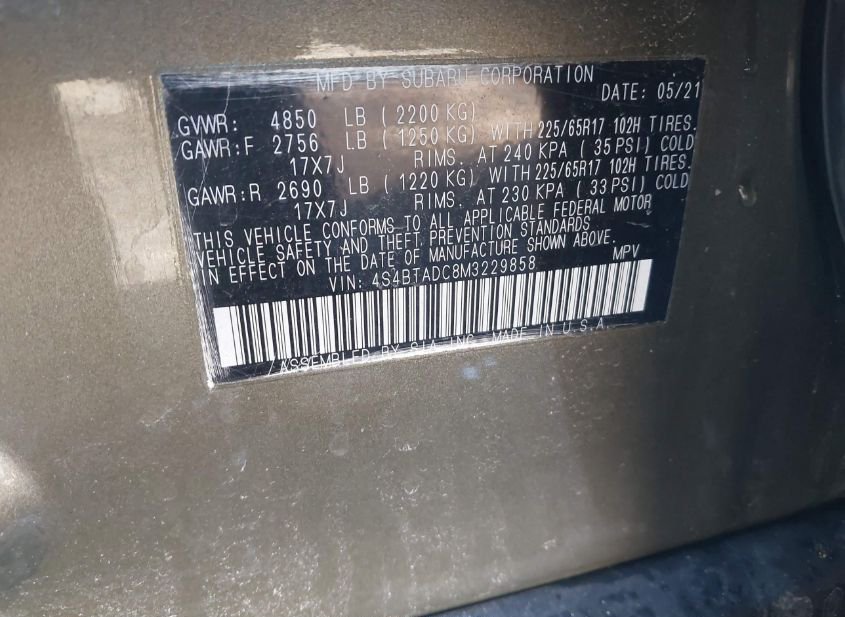 MFD BY SUBARU CORPORATION
DATE: 05/21
GVWR: 4850 LB ( 2200 KG)
GAWR:F 2756 LB ( 1250 KG) WITH 225/65R17 102H TIRES.
17X7J RIMS. AT 240 KPA ( 35 PSI) COLD
GAWR:R 2690 LB ( 1220 KG) WITH 225/65R17 102H TIRES.
17X7J RIMS. AT 230 KPA ( 33 PSI) COLD
THIS VEHICLE CONFORMS TO ALL APPLICABLE FEDERAL MOTOR
VEHICLE SAFETY AND THEFT PREVENTION STANDARDS
IN EFFECT ON THE DATE OF MANUFACTURE SHOWN ABOVE.
VIN: 4S4BTADC8M3229858 MPV
/ASSEMBLED BY SIA INC. MADE IN U.S.A.